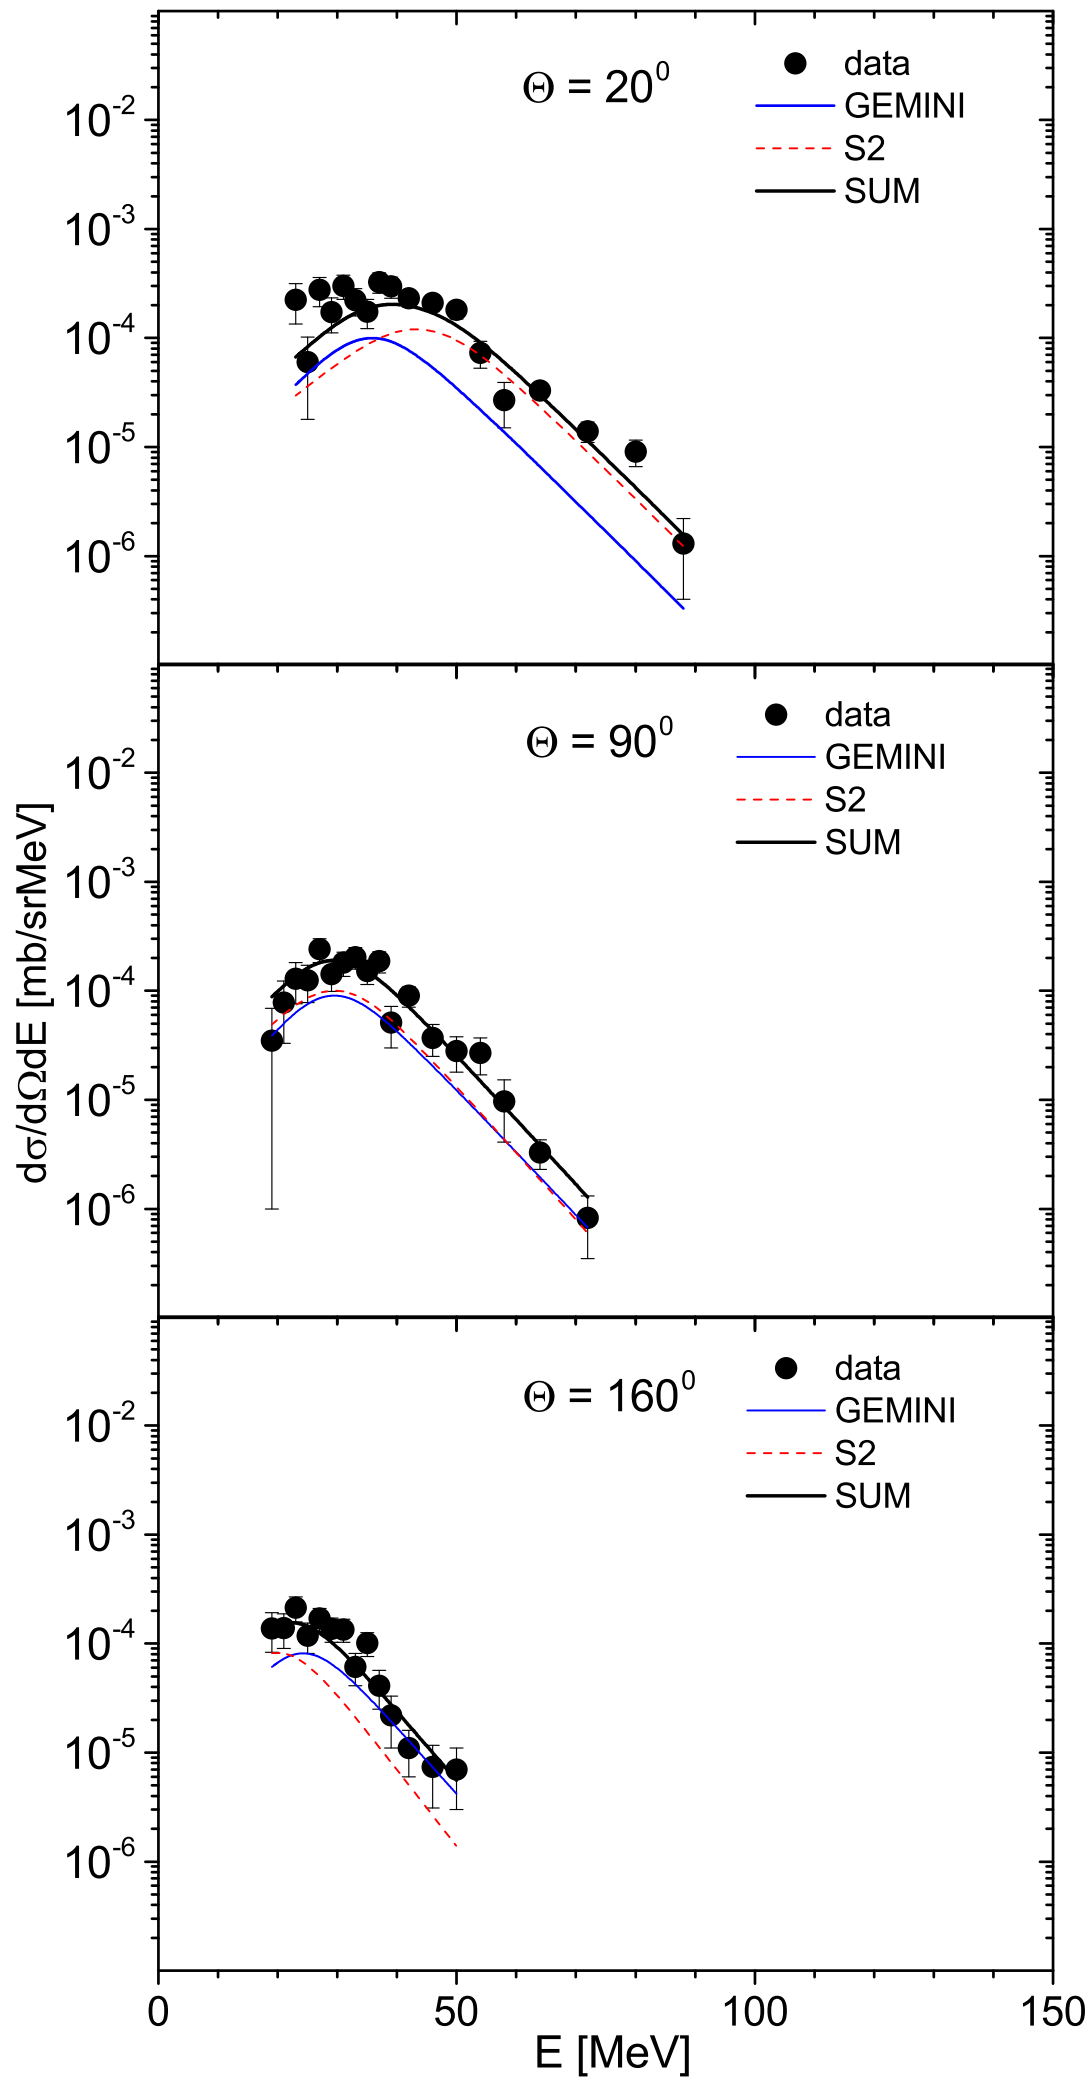 Θ = 20⁰
data
GEMINI
S2
SUM
10⁻²
10⁻³
10⁻⁴
10⁻⁵
10⁻⁶
Θ = 90⁰
data
GEMINI
S2
SUM
10⁻²
10⁻³
10⁻⁴
10⁻⁵
10⁻⁶
dσ/dΩdE [mb/srMeV]
Θ = 160⁰
data
GEMINI
S2
SUM
10⁻²
10⁻³
10⁻⁴
10⁻⁵
10⁻⁶
0 50 100 150
E [MeV]